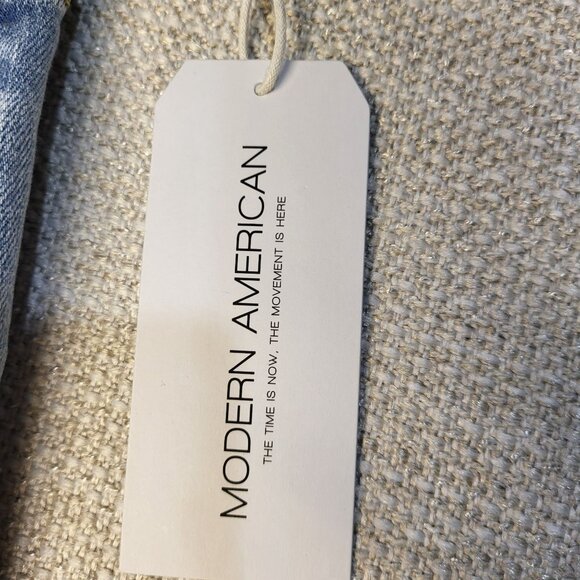 MODERN AMERICAN
THE TIME IS NOW, THE MOVEMENT IS HERE